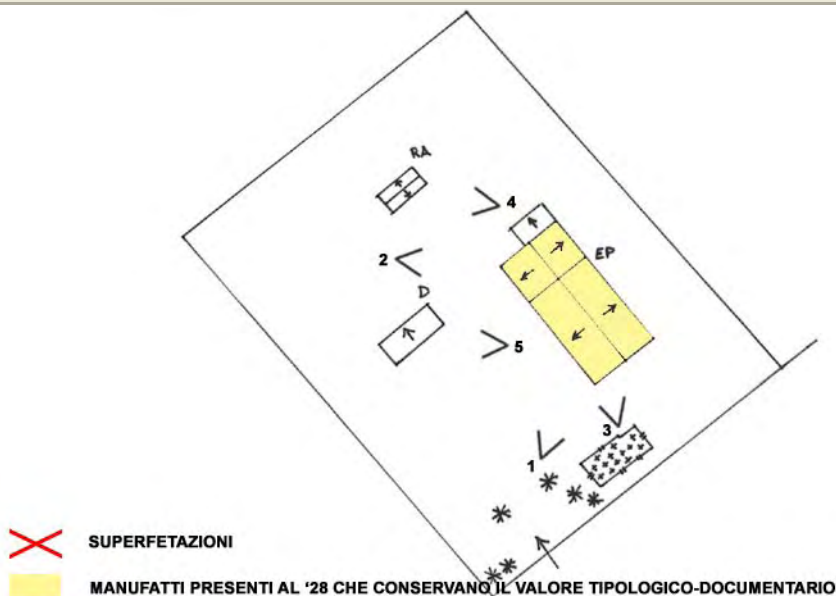 RA
4
EP
2
D
5
3
1
SUPERFETAZIONI
MANUFATTI PRESENTI AL '28 CHE CONSERVANO IL VALORE TIPOLOGICO-DOCUMENTARIO